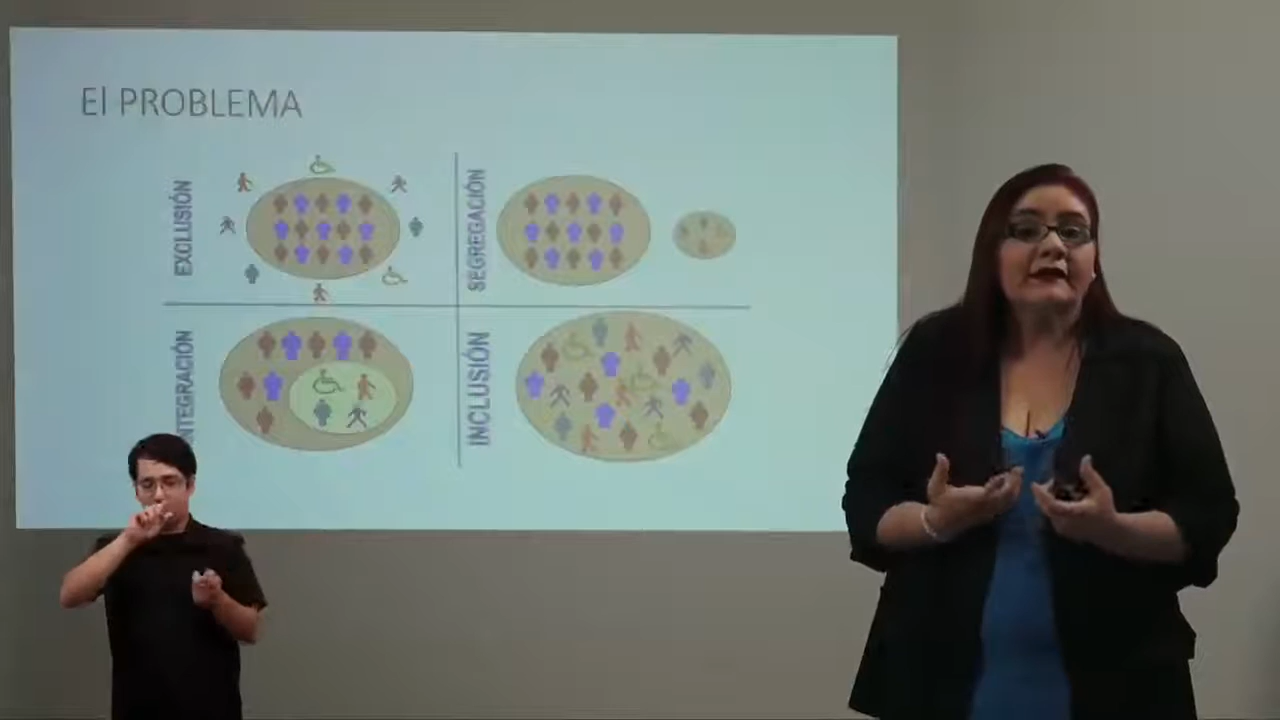 El PROBLEMA
EXCLUSIÓN
SEGREGACIÓN
INTEGRACIÓN
INCLUSIÓN